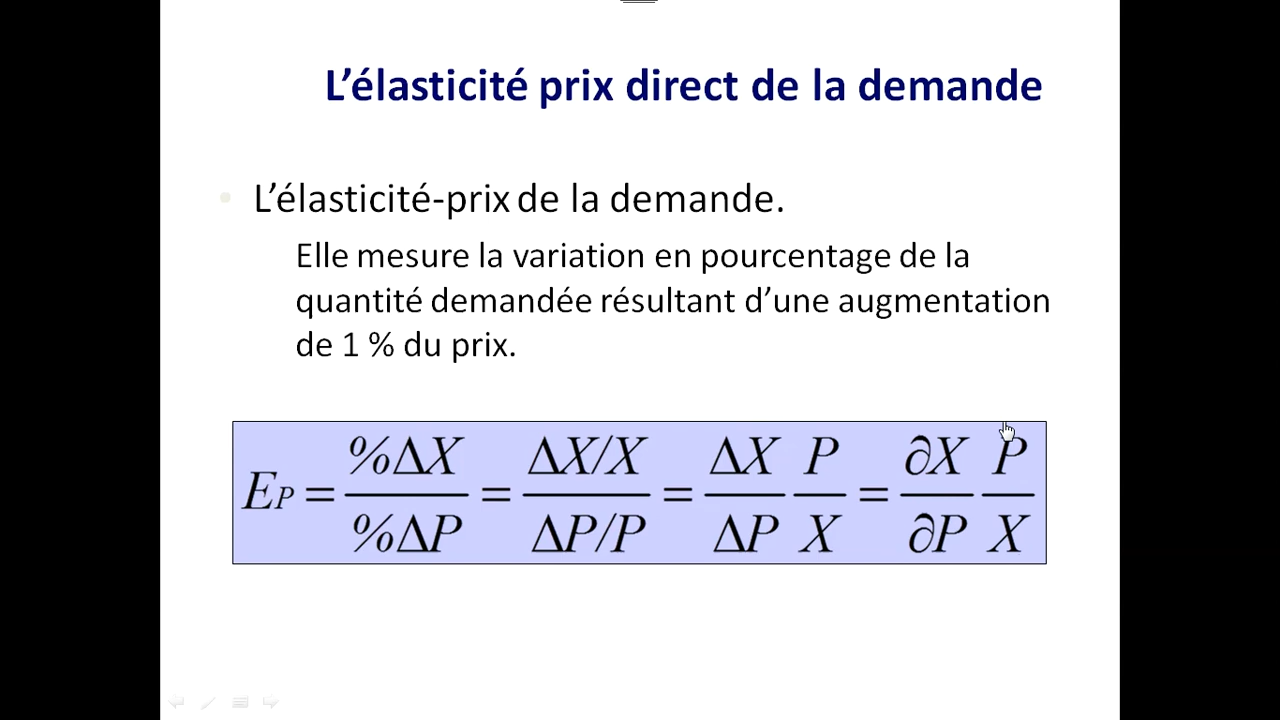 L’élasticité prix direct de la demande
• L’élasticité-prix de la demande.
Elle mesure la variation en pourcentage de la
quantité demandée résultant d’une augmentation
de 1 % du prix.
E_P = %ΔX / %ΔP = (ΔX/X) / (ΔP/P) = (ΔX / ΔP) (P / X) = (∂X / ∂P) (P / X)